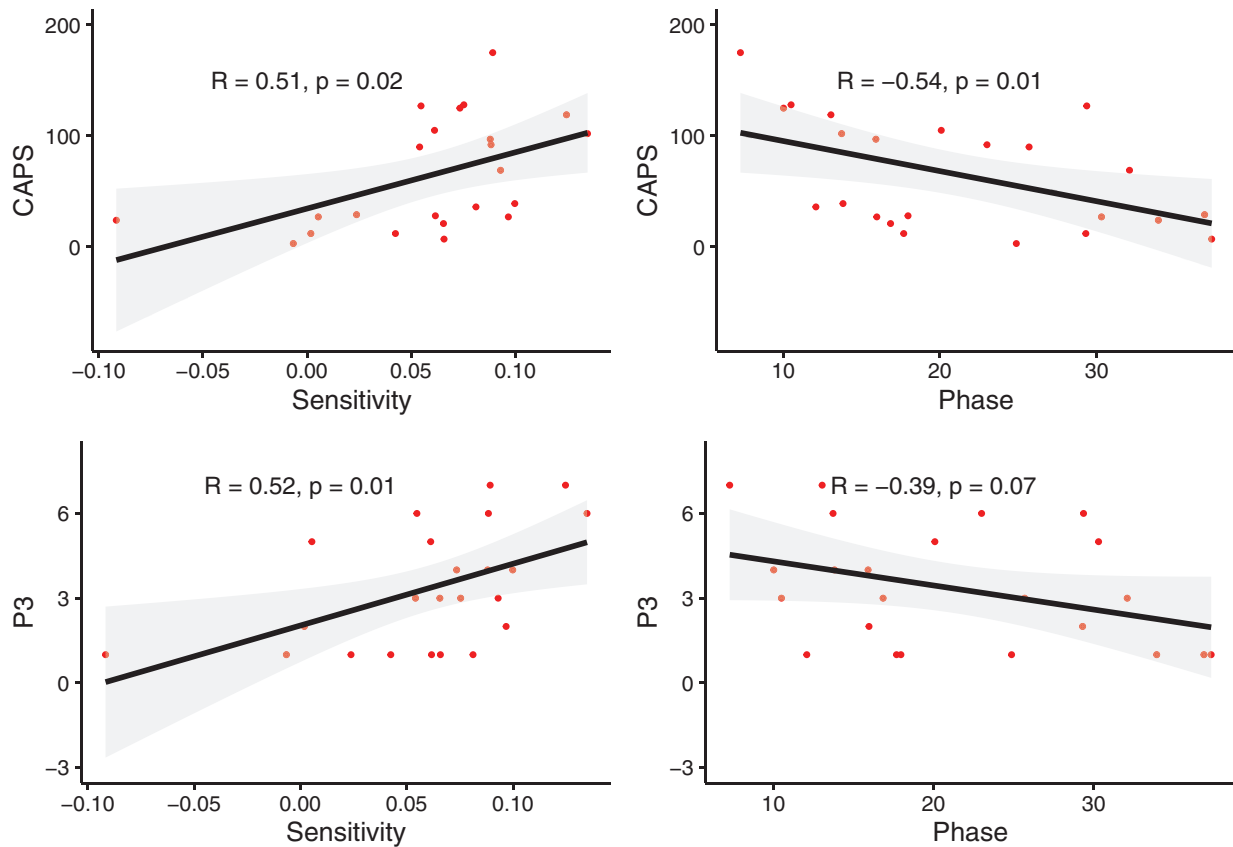 200
100
0
CAPS
R = 0.51, p = 0.02
−0.10 −0.05 0.00 0.05 0.10
Sensitivity
200
100
0
CAPS
R = −0.54, p = 0.01
10 20 30
Phase
6
3
0
−3
P3
R = 0.52, p = 0.01
−0.10 −0.05 0.00 0.05 0.10
Sensitivity
6
3
0
−3
P3
R = −0.39, p = 0.07
10 20 30
Phase